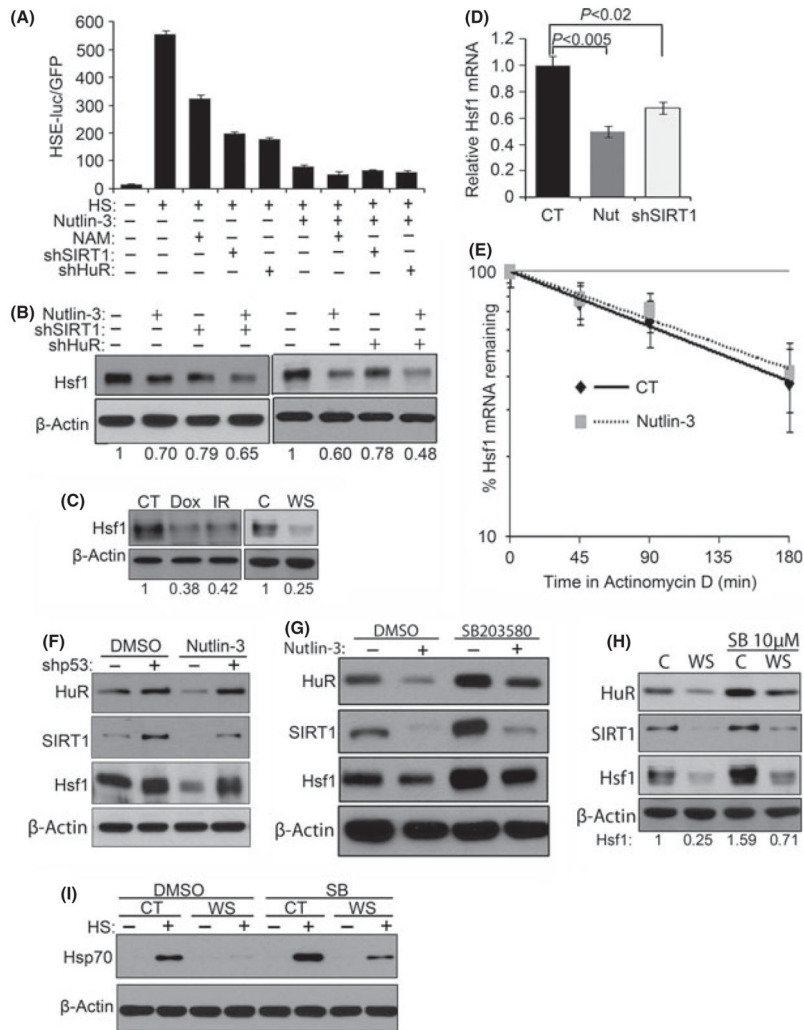 (A)
HSE-luc/GFP
600
500
400
300
200
100
0
HS: – + + + + + + + +
Nutlin-3: – – – – – + + + +
NAM: – – + – – – + – –
shSIRT1: – – – + – – – + –
shHuR: – – – – + – – – +
(B)
Nutlin-3: – + – + – + – +
shSIRT1: – – + + – – – –
shHuR: – – – – – – + +
Hsf1
β-Actin
1 0.70 0.79 0.65 1 0.60 0.78 0.48
(C)
CT Dox IR C WS
Hsf1
β-Actin
1 0.38 0.42 1 0.25
(D)
P<0.02
P<0.005
Relative Hsf1 mRNA
1.2
1.0
0.8
0.6
0.4
0.2
0
CT Nut shSIRT1
(E)
% Hsf1 mRNA remaining
100
10
CT
Nutlin-3
0 45 90 135 180
Time in Actinomycin D (min)
(F)
DMSO Nutlin-3
shp53 – + – +
HuR
SIRT1
Hsf1
β-Actin
(G)
DMSO SB203580
Nutlin-3: – + – +
HuR
SIRT1
Hsf1
β-Actin
(H)
SB 10μM
C WS C WS
HuR
SIRT1
Hsf1
β-Actin
Hsf1: 1 0.25 1.59 0.71
(I)
DMSO SB
CT WS CT WS
HS: – + – + – + – +
Hsp70
β-Actin